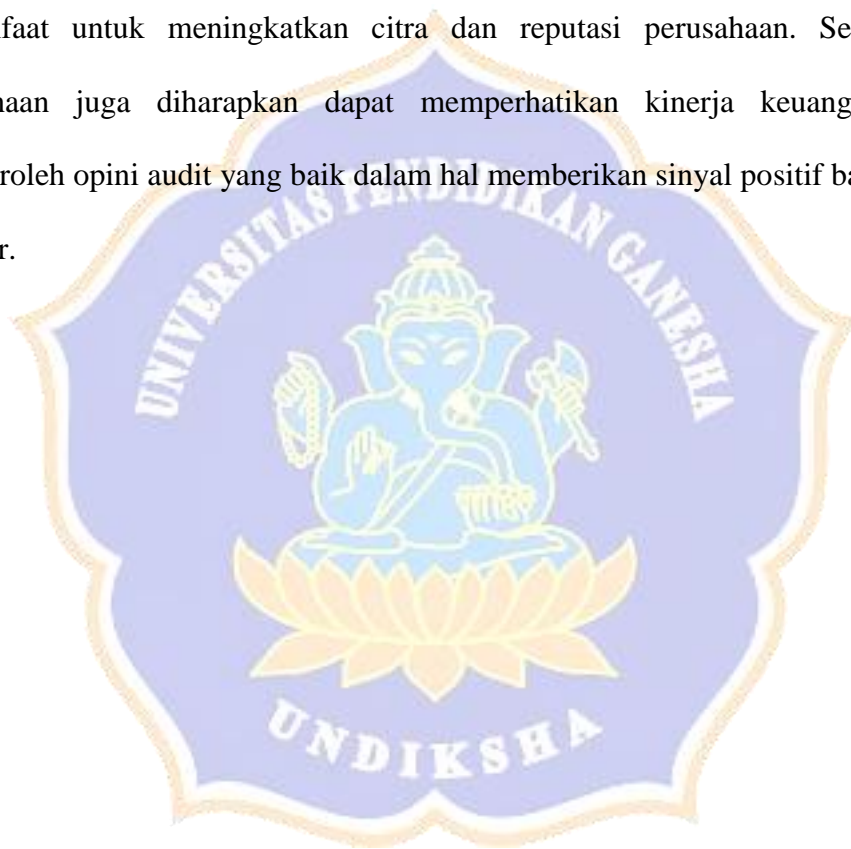 faat untuk meningkatkan citra dan reputasi perusahaan. Se
naan juga diharapkan dapat memperhatikan kinerja keuang
roleh opini audit yang baik dalam hal memberikan sinyal positif ba
r.
UNIVERSITAS PENDIDIKAN GANESHA
UNDIKSHA